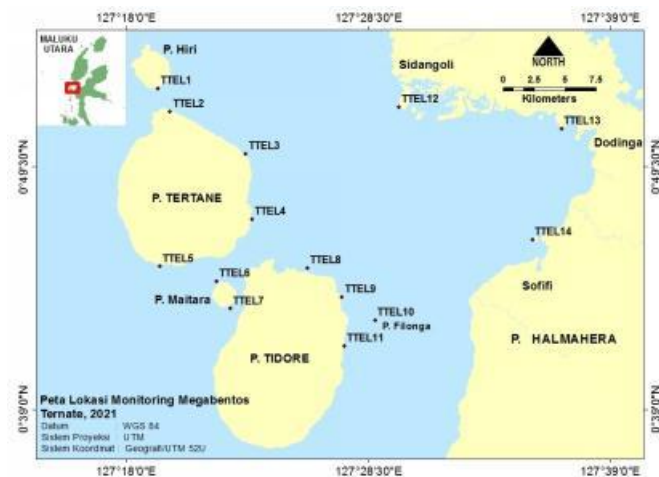 127°18'0"E 127°28'30"E 127°39'0"E
MALUKU
UTARA
P. Hiri
Sidangoli
NORTH
0 2.5 5 7.5
Kilometers
TTEL1
TTEL2
TTEL12
TTEL13
Dodinga
TTEL3
0°49'30"N 0°49'30"N
P. TERTANE
TTEL4
TTEL14
TTEL5
TTEL8
TTEL6
Sofifi
P. Maitara
TTEL7
TTEL9
TTEL10
P. Filonga
P. HALMAHERA
TTEL11
P. TIDORE
Peta Lokasi Monitoring Megabentos
Ternate, 2021
Datum : WGS 84
Sistem Proyeksi : UTM
Sistem Koordinat : Geografi/UTM 52U
0°39'0"N 0°39'0"N
127°18'0"E 127°28'30"E 127°39'0"E